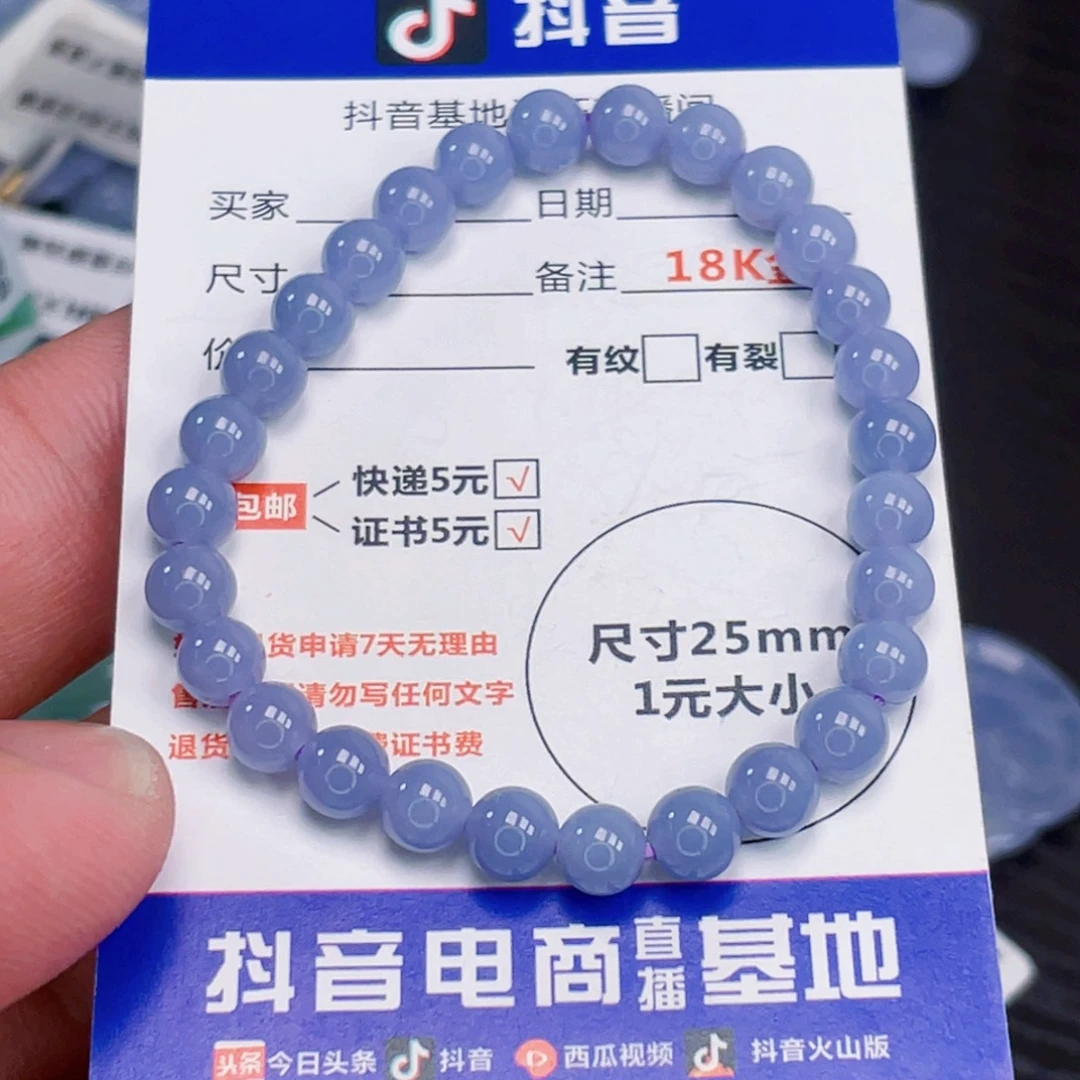 抖音
抖音基地
买家 日期
尺寸 备注 18K金
有纹 有裂
包邮 快递5元 √
证书5元 √
货申请7天无理由
请勿写任何文字
退货 证书费
尺寸25mm
1元大小
抖音电商直播基地
头条 今日头条 抖音 西瓜视频 抖音火山版